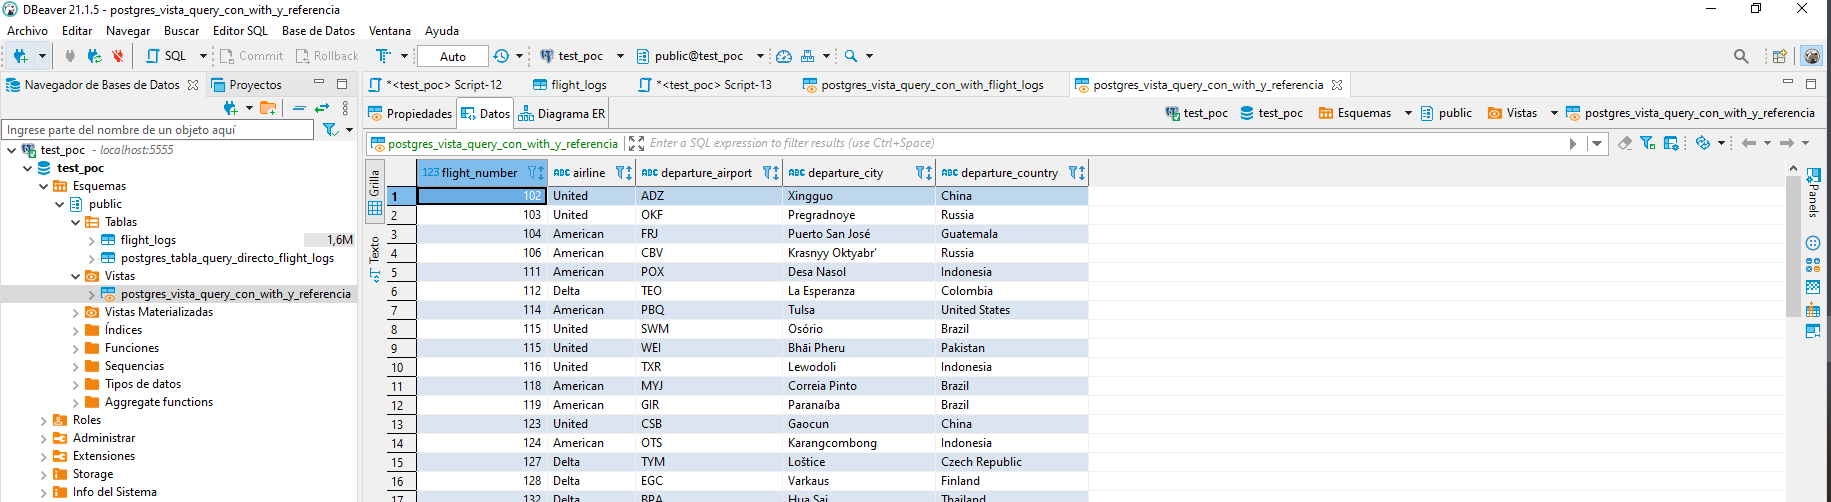 DBeaver 21.1.5 - postgres_vista_query_con_with_y_referencia
Archivo Editar Navegar Buscar Editor SQL Base de Datos Ventana Ayuda
SQL Commit Rollback Auto test_poc public@test_poc
Navegador de Bases de Datos Proyectos
*<test_poc> Script-12 flight_logs *<test_poc> Script-13 postgres_vista_query_con_with_flight_logs postgres_vista_query_con_with_y_referencia
Propiedades Datos Diagrama ER
test_poc test_poc Esquemas public Vistas postgres_vista_query_con_with_y_referencia
Ingrese parte del nombre de un objeto aquí
test_poc - localhost:5555
test_poc
Esquemas
public
Tablas
flight_logs 1,6M
postgres_tabla_query_directo_flight_logs
Vistas
postgres_vista_query_con_with_y_referencia
Vistas Materializadas
Índices
Funciones
Sequencias
Tipos de datos
Aggregate functions
Roles
Administrar
Extensiones
Storage
Info del Sistema
postgres_vista_query_con_with_y_referencia Enter a SQL expression to filter results (use Ctrl+Space)
Grilla
Texto
123 flight_number ABC airline ABC departure_airport ABC departure_city ABC departure_country
1 102 United ADZ Xingguo China
2 103 United OKF Pregradnoye Russia
3 104 American FRJ Puerto San José Guatemala
4 106 American CBV Krasnyy Oktyabr' Russia
5 111 American POX Desa Nasol Indonesia
6 112 Delta TEO La Esperanza Colombia
7 114 American PBQ Tulsa United States
8 115 United SWM Osório Brazil
9 115 United WEI Bhāi Pheru Pakistan
10 116 United TXR Lewodoli Indonesia
11 118 American MYJ Correia Pinto Brazil
12 119 American GIR Paranaíba Brazil
13 123 United CSB Gaocun China
14 124 American OTS Karangcombong Indonesia
15 127 Delta TYM Loštice Czech Republic
16 128 Delta EGC Varkaus Finland
17 132 Delta BPA Hua Sai Thailand
Panels